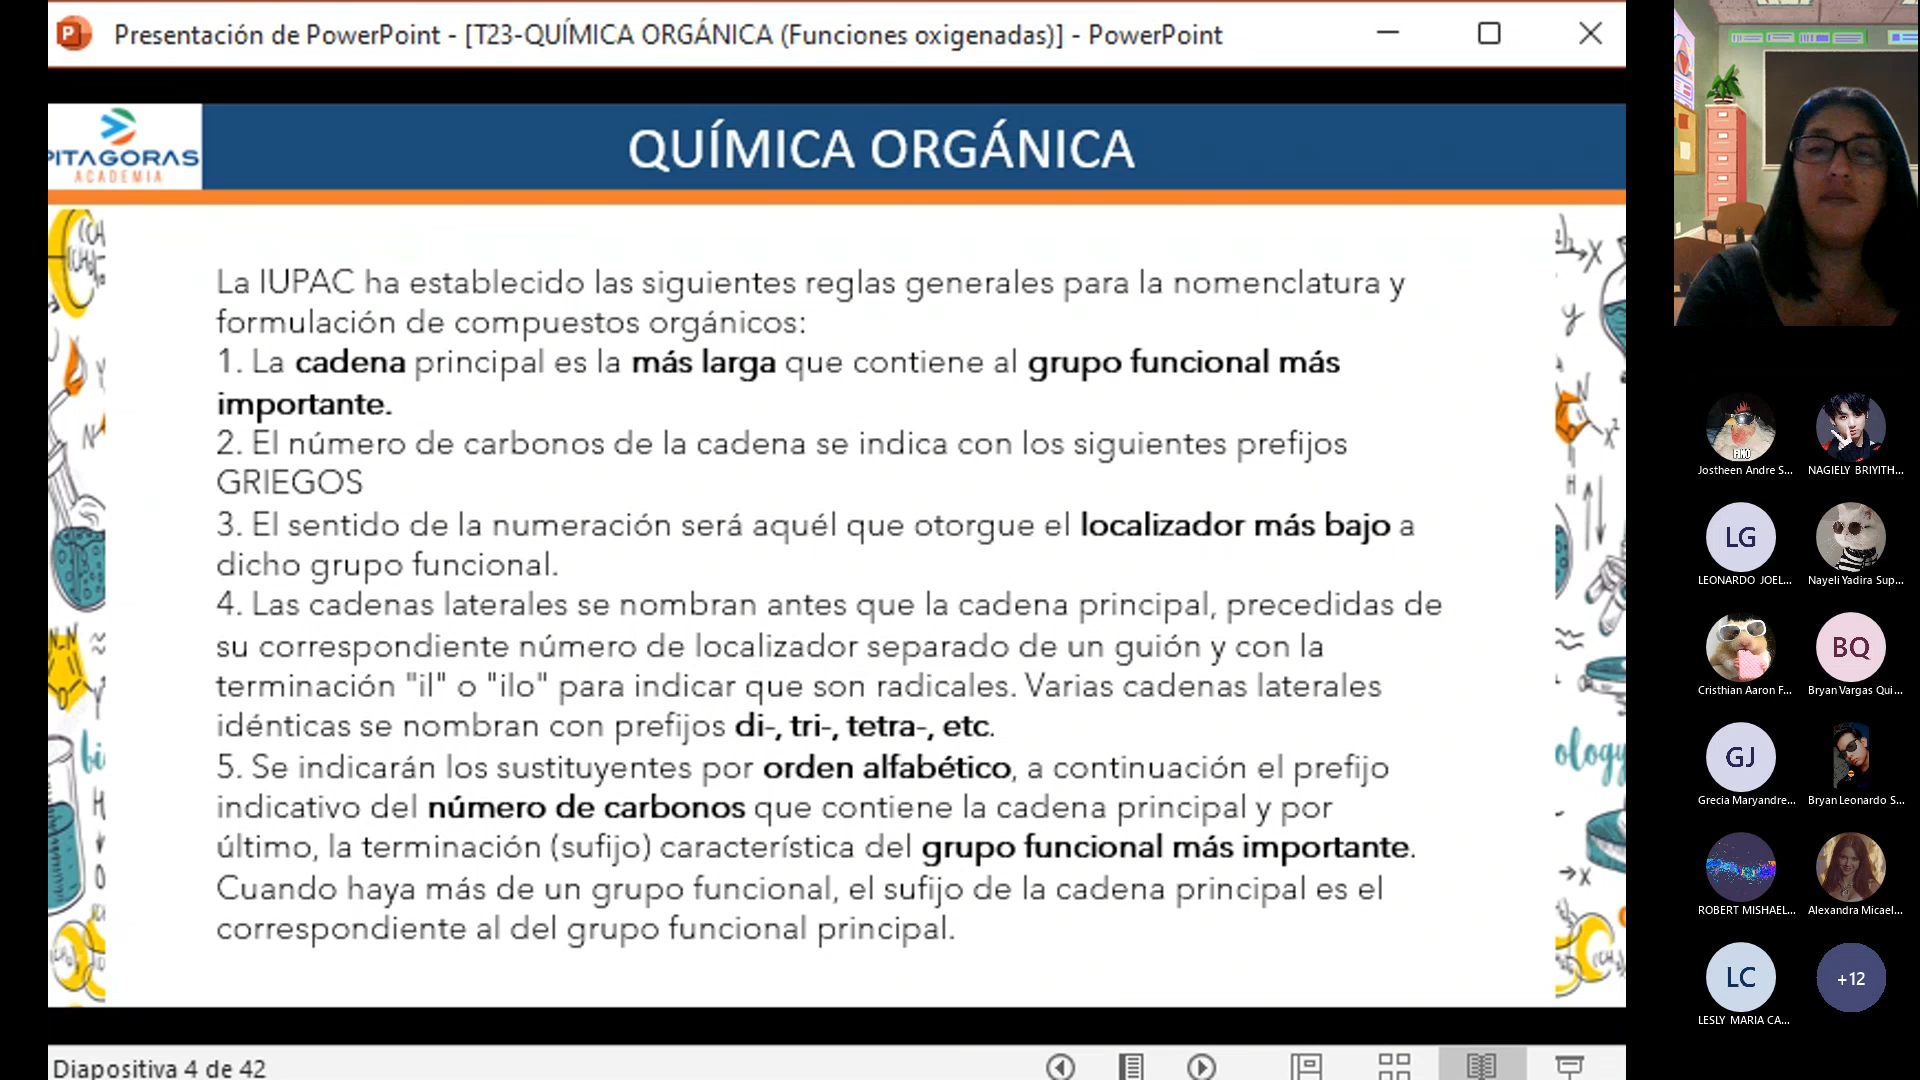 Presentación de PowerPoint - [T23-QUÍMICA ORGÁNICA (Funciones oxigenadas)] - PowerPoint
PITAGORAS
ACADEMIA
QUÍMICA ORGÁNICA
La IUPAC ha establecido las siguientes reglas generales para la nomenclatura y
formulación de compuestos orgánicos:
1. La cadena principal es la más larga que contiene al grupo funcional más
importante.
2. El número de carbonos de la cadena se indica con los siguientes prefijos
GRIEGOS
3. El sentido de la numeración será aquél que otorgue el localizador más bajo a
dicho grupo funcional.
4. Las cadenas laterales se nombran antes que la cadena principal, precedidas de
su correspondiente número de localizador separado de un guión y con la
terminación "il" o "ilo" para indicar que son radicales. Varias cadenas laterales
idénticas se nombran con prefijos di-, tri-, tetra-, etc.
5. Se indicarán los sustituyentes por orden alfabético, a continuación el prefijo
indicativo del número de carbonos que contiene la cadena principal y por
último, la terminación (sufijo) característica del grupo funcional más importante.
Cuando haya más de un grupo funcional, el sufijo de la cadena principal es el
correspondiente al del grupo funcional principal.
Diapositiva 4 de 42
Jostheen Andre S...
NAGIELY BRIYITH...
LG
LEONARDO JOEL...
Nayeli Yadira Sup...
Cristhian Aaron F...
BQ
Bryan Vargas Qui...
GJ
Grecia Maryandre...
Bryan Leonardo S...
ROBERT MISHAEL...
Alexandra Micael...
LC
LESLY MARIA CA...
+12